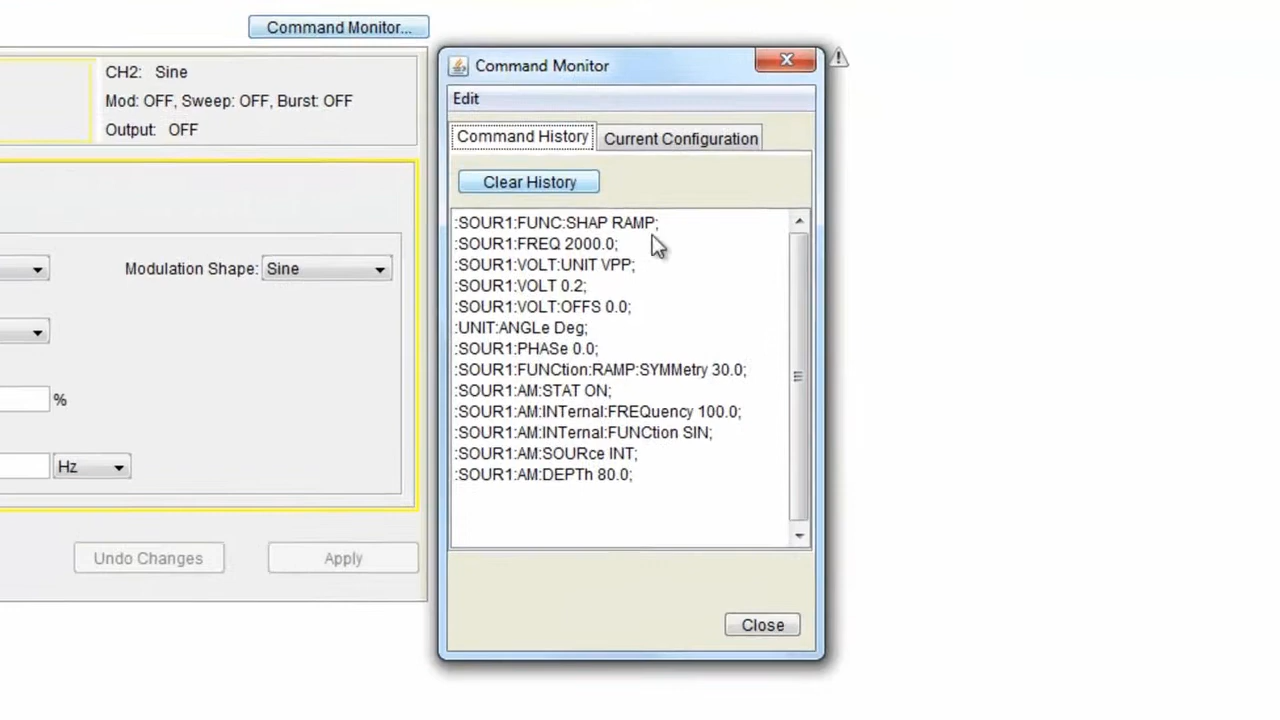 Command Monitor...
CH2: Sine
Mod: OFF, Sweep: OFF, Burst: OFF
Output: OFF
Modulation Shape: Sine
%
Hz
Undo Changes
Apply
Command Monitor
Edit
Command History
Current Configuration
Clear History
:SOUR1:FUNC:SHAP RAMP;
:SOUR1:FREQ 2000.0;
:SOUR1:VOLT:UNIT VPP;
:SOUR1:VOLT 0.2;
:SOUR1:VOLT:OFFS 0.0;
:UNIT:ANGLe Deg;
:SOUR1:PHASe 0.0;
:SOUR1:FUNCtion:RAMP:SYMMetry 30.0;
:SOUR1:AM:STAT ON;
:SOUR1:AM:INTernal:FREQuency 100.0;
:SOUR1:AM:INTernal:FUNCtion SIN;
:SOUR1:AM:SOURce INT;
:SOUR1:AM:DEPTh 80.0;
Close